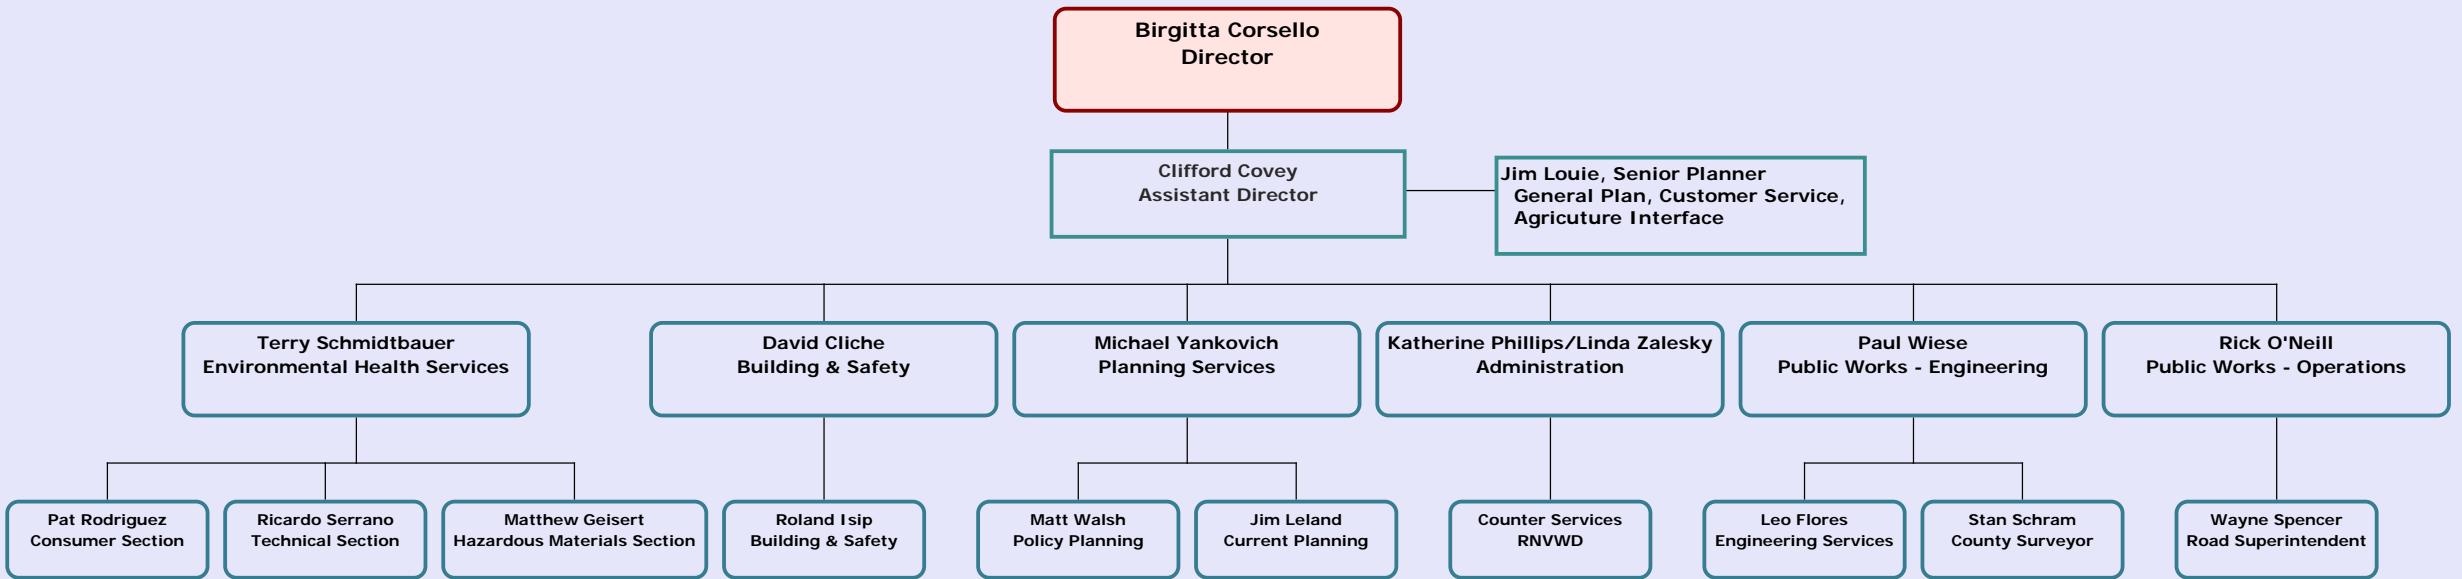 Birgitta Corsello
Director
Clifford Covey
Assistant Director
Jim Louie, Senior Planner
General Plan, Customer Service,
Agricuture Interface
Terry Schmidtbauer
Environmental Health Services
David Cliche
Building & Safety
Michael Yankovich
Planning Services
Katherine Phillips/Linda Zalesky
Administration
Paul Wiese
Public Works - Engineering
Rick O'Neill
Public Works - Operations
Pat Rodriguez
Consumer Section
Ricardo Serrano
Technical Section
Matthew Geisert
Hazardous Materials Section
Roland Isip
Building & Safety
Matt Walsh
Policy Planning
Jim Leland
Current Planning
Counter Services
RNVWD
Leo Flores
Engineering Services
Stan Schram
County Surveyor
Wayne Spencer
Road Superintendent